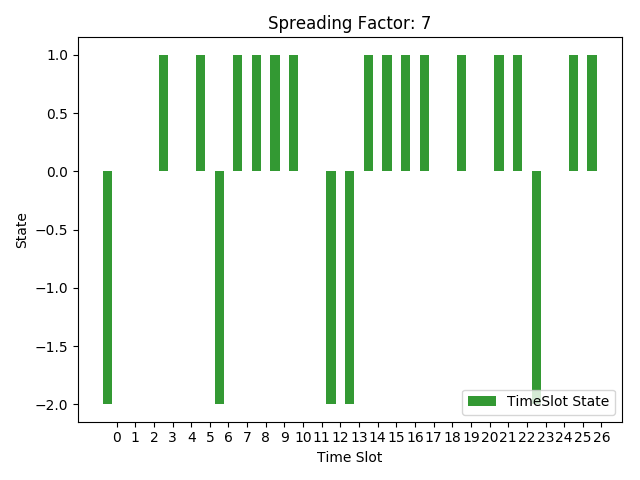 Spreading Factor: 7
1.0
0.5
0.0
−0.5
−1.0
−1.5
−2.0
State
TimeSlot State
0 1 2 3 4 5 6 7 8 9 10 11 12 13 14 15 16 17 18 19 20 21 22 23 24 25 26
Time Slot